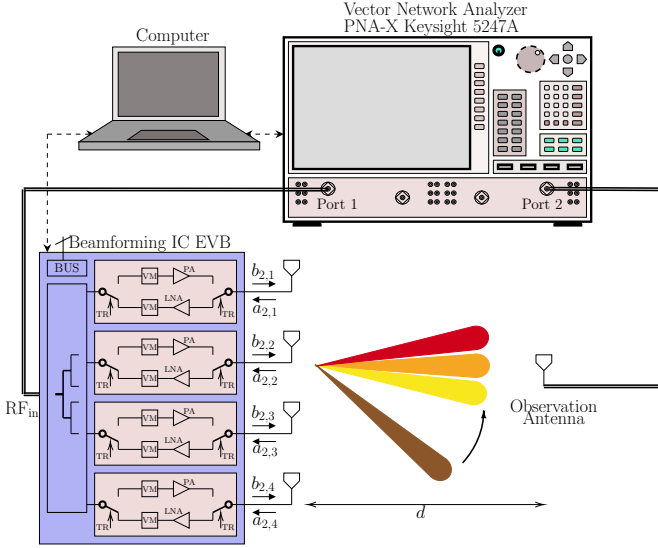 Vector Network Analyzer
PNA-X Keysight 5247A
Computer
Port 1
Port 2
Beamforming IC EVB
BUS
VM
PA
LNA
VM
TR
TR
b2,1
a2,1
VM
PA
LNA
VM
TR
TR
b2,2
a2,2
RFin
VM
PA
LNA
VM
TR
TR
b2,3
a2,3
VM
PA
LNA
VM
TR
TR
b2,4
a2,4
Observation
Antenna
d